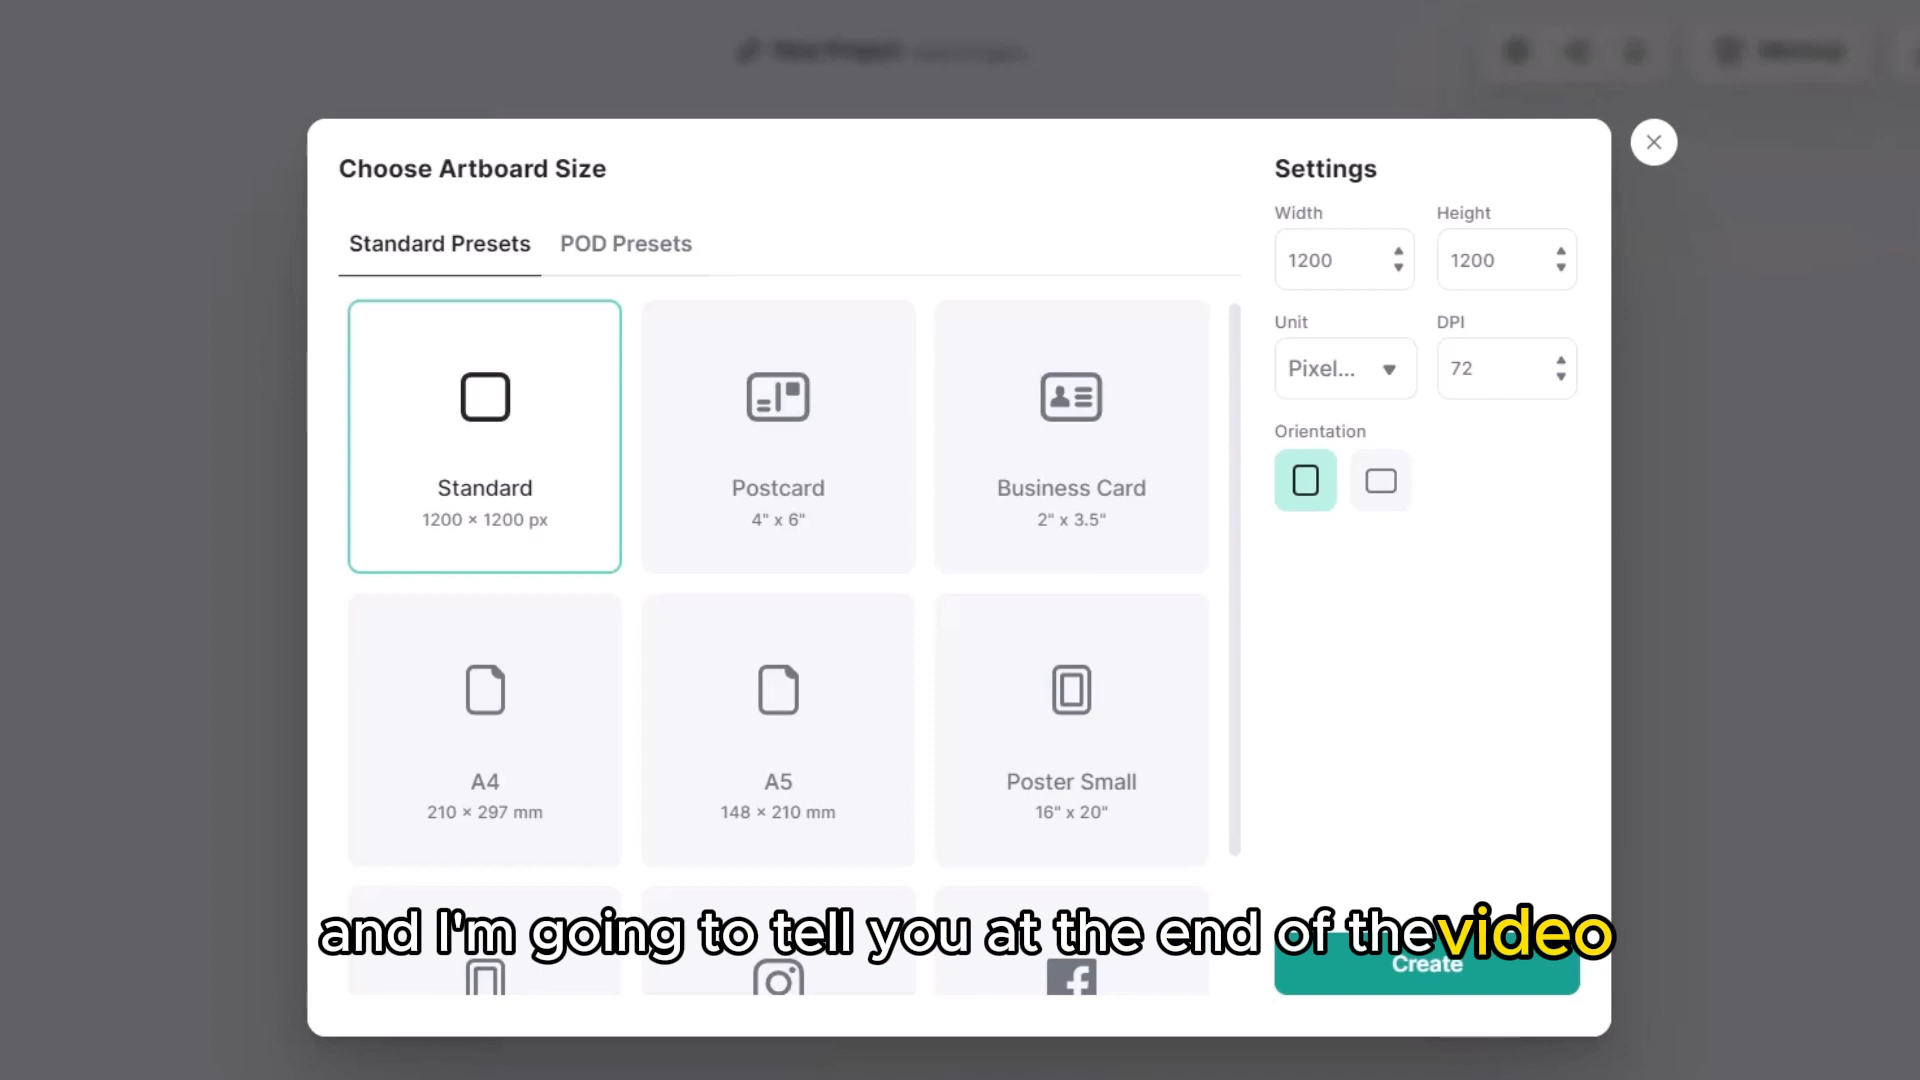 Choose Artboard Size
Standard Presets
POD Presets
Standard
1200 × 1200 px
Postcard
4" x 6"
Business Card
2" x 3.5"
A4
210 × 297 mm
A5
148 × 210 mm
Poster Small
16" x 20"
Settings
Width
Height
1200
1200
Unit
DPI
Pixel...
72
Orientation
Create
and I'm going to tell you at the end of the video